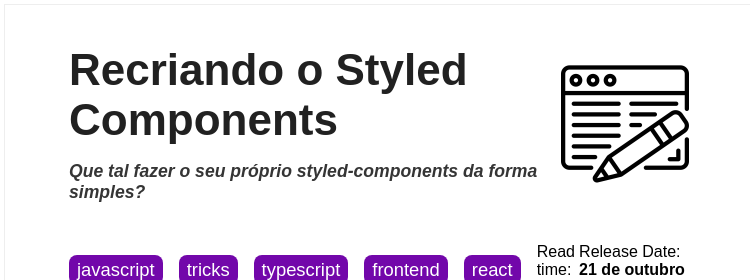 Recriando o Styled
Components
Que tal fazer o seu próprio styled-components da forma
simples?
javascript tricks typescript frontend react
Read Release Date:
time: 21 de outubro